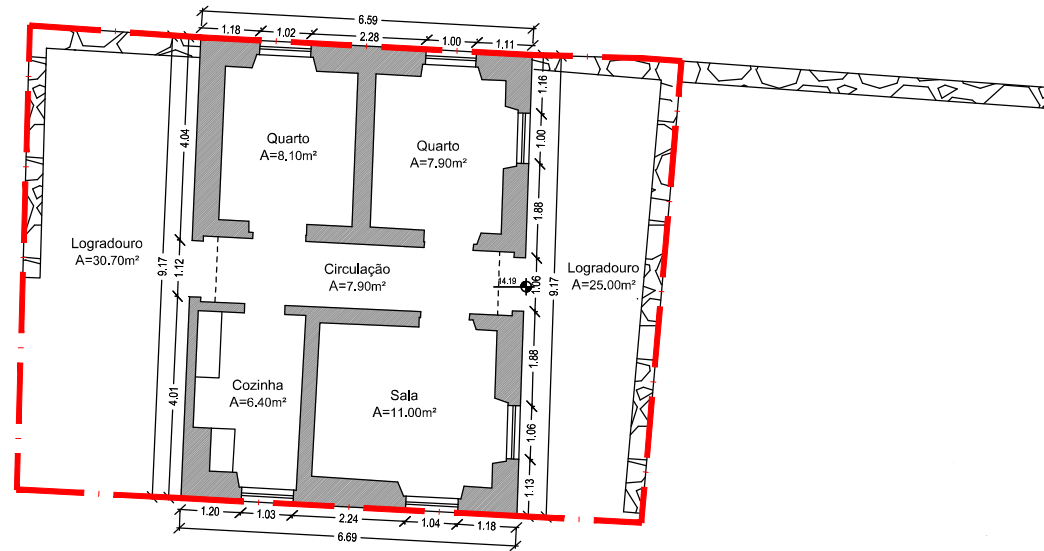 6.59
1.18
1.02
2.28
1.00
1.11
4.04
9.17
1.12
4.01
Quarto
A=8.10m²
Quarto
A=7.90m²
1.16
1.00
1.88
1.06
9.17
1.88
1.06
1.13
Logradouro
A=30.70m²
Circulação
A=7.90m²
14.19
Logradouro
A=25.00m²
Cozinha
A=6.40m²
Sala
A=11.00m²
1.20
1.03
2.24
1.04
1.18
6.69